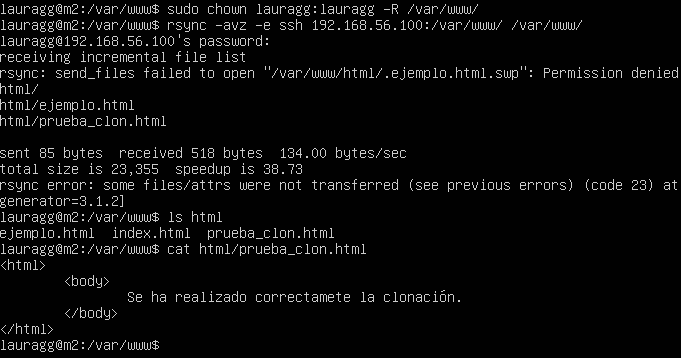 lauragg@m2:/var/www$ sudo chown lauragg:lauragg -R /var/www/
lauragg@m2:/var/www$ rsync -avz -e ssh 192.168.56.100:/var/www/ /var/www/
lauragg@192.168.56.100's password:
receiving incremental file list
rsync: send_files failed to open "/var/www/html/.ejemplo.html.swp": Permission denied
html/
html/ejemplo.html
html/prueba_clon.html
sent 85 bytes  received 518 bytes  134.00 bytes/sec
total size is 23,355  speedup is 38.73
rsync error: some files/attrs were not transferred (see previous errors) (code 23) at
generator=3.1.2]
lauragg@m2:/var/www$ ls html
ejemplo.html  index.html  prueba_clon.html
lauragg@m2:/var/www$ cat html/prueba_clon.html
<html>
        <body>
                Se ha realizado correctamete la clonación.
        </body>
</html>
lauragg@m2:/var/www$